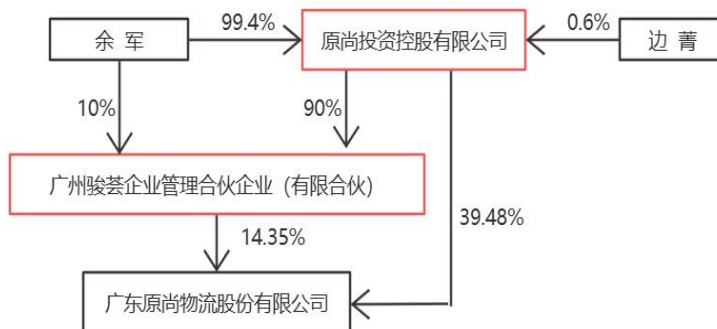 余 军
99.4%
原尚投资控股有限公司
0.6%
边 菁
10%
90%
广州骏荟企业管理合伙企业（有限合伙）
39.48%
14.35%
广东原尚物流股份有限公司